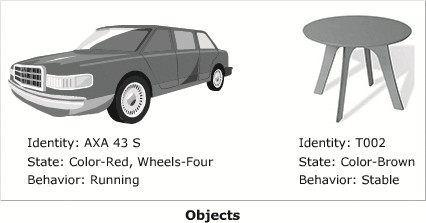 Identity: AXA 43 S
State: Color-Red, Wheels-Four
Behavior: Running
Identity: T002
State: Color-Brown
Behavior: Stable
Objects